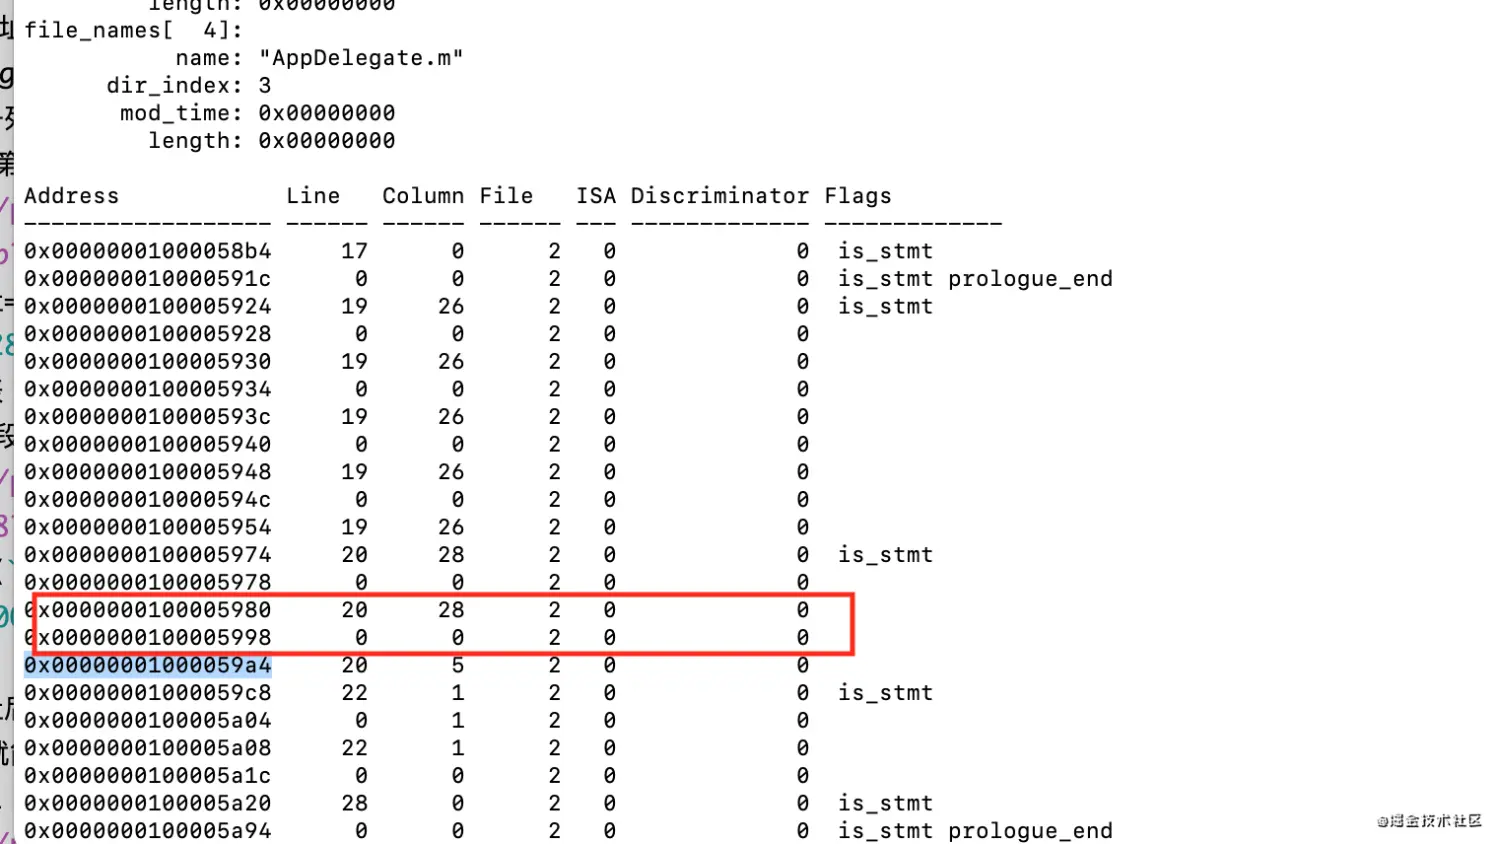 length: 0x00000000
file_names[  4]:
name: "AppDelegate.m"
dir_index: 3
mod_time: 0x00000000
length: 0x00000000
Address Line Column File ISA Discriminator Flags
------------------ ------ ------ ------ --- ------------- -------------
0x00000001000058b4 17 0 2 0 0 is_stmt
0x000000010000591c 0 0 2 0 0 is_stmt prologue_end
0x0000000100005924 19 26 2 0 0 is_stmt
0x0000000100005928 0 0 2 0 0
0x0000000100005930 19 26 2 0 0
0x0000000100005934 0 0 2 0 0
0x000000010000593c 19 26 2 0 0
0x0000000100005940 0 0 2 0 0
0x0000000100005948 19 26 2 0 0
0x000000010000594c 0 0 2 0 0
0x0000000100005954 19 26 2 0 0
0x0000000100005974 20 28 2 0 0 is_stmt
0x0000000100005978 0 0 2 0 0
0x0000000100005980 20 28 2 0 0
0x0000000100005998 0 0 2 0 0
0x00000001000059a4 20 5 2 0 0
0x00000001000059c8 22 1 2 0 0 is_stmt
0x0000000100005a04 0 1 2 0 0
0x0000000100005a08 22 1 2 0 0
0x0000000100005a1c 0 0 2 0 0
0x0000000100005a20 28 0 2 0 0 is_stmt
0x0000000100005a94 0 0 2 0 0 is_stmt prologue_end
@掘金技术社区